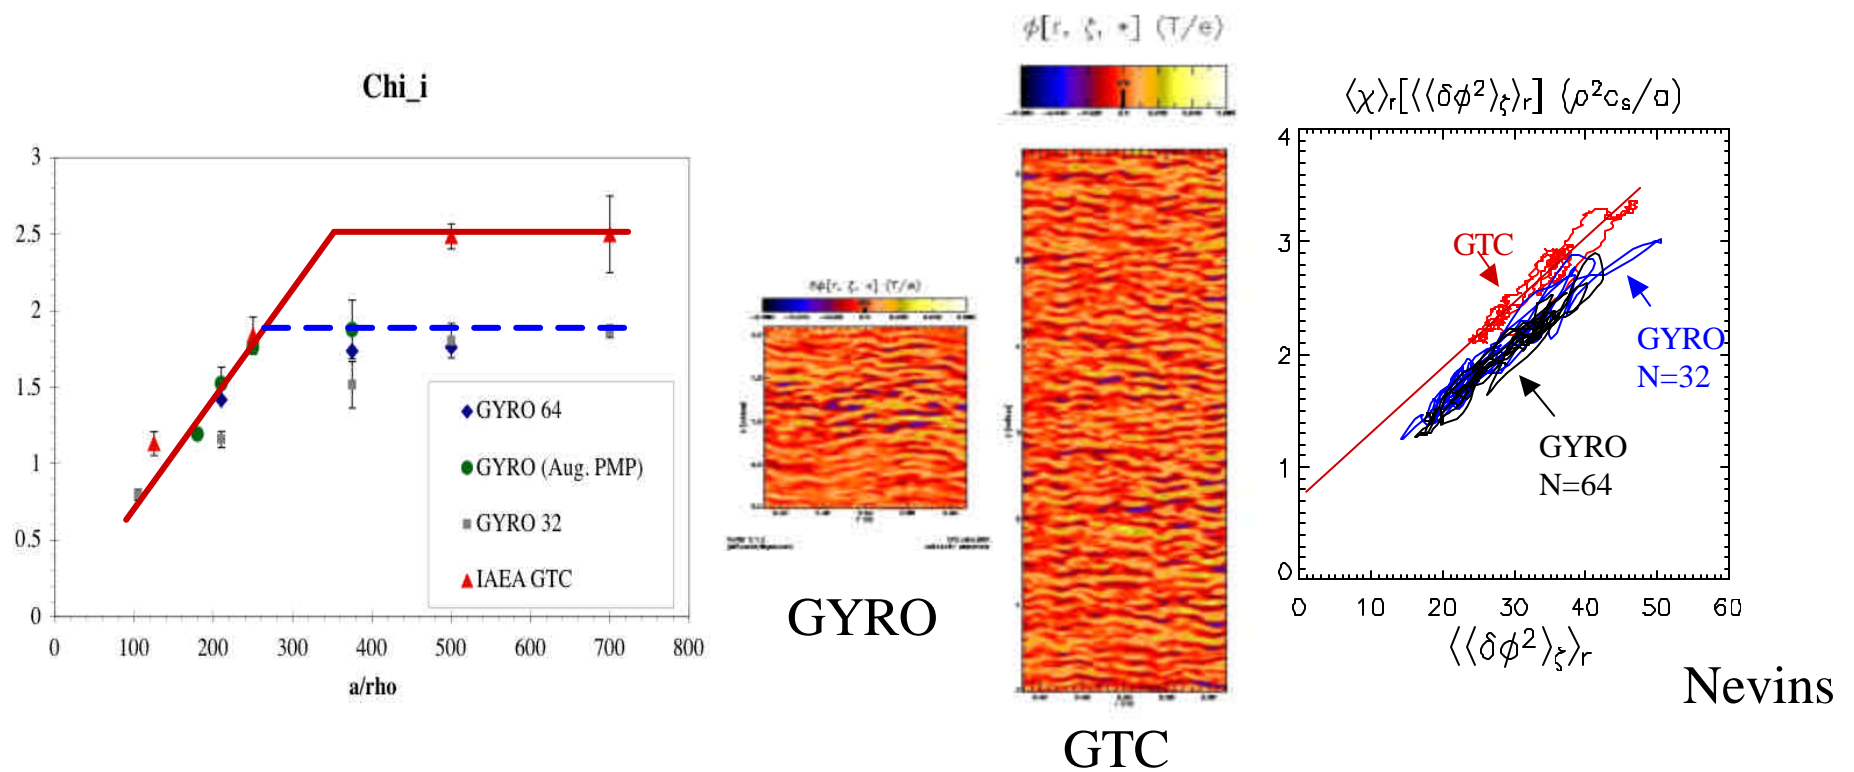 Chi_i
3
2.5
2
1.5
1
0.5
0
0 100 200 300 400 500 600 700 800
a/rho
GYRO 64
GYRO (Aug. PMP)
GYRO 32
IAEA GTC
δϕ[r, ζ, *] (T/e)
GYRO
ϕ[r, ζ, *] (T/e)
GTC
⟨χ⟩r[⟨⟨δϕ²⟩ζ⟩r] (ρ²cs/a)
4
3
2
1
0
0 10 20 30 40 50 60
⟨⟨δϕ²⟩ζ⟩r
GTC
GYRO
N=32
GYRO
N=64
Nevins